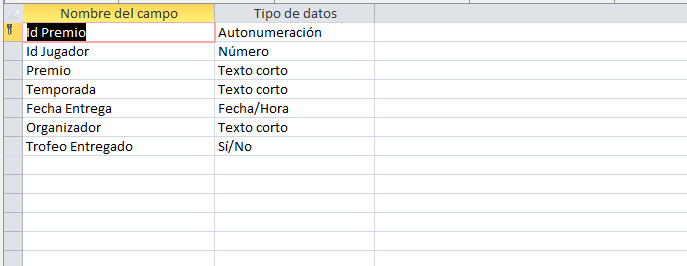 Nombre del campo Tipo de datos
Id Premio Autonumeración
Id Jugador Número
Premio Texto corto
Temporada Texto corto
Fecha Entrega Fecha/Hora
Organizador Texto corto
Trofeo Entregado Sí/No